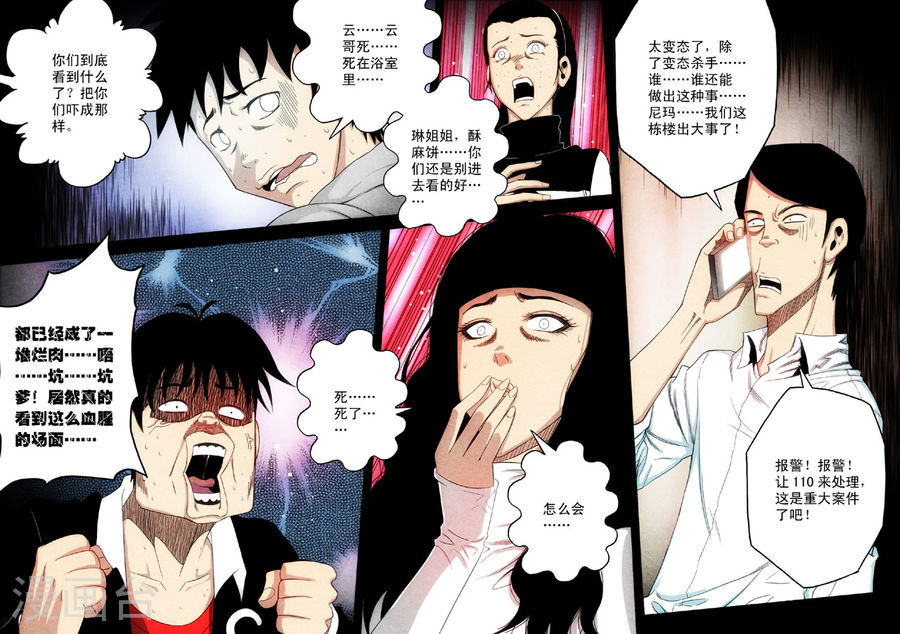 你们到底
看到什么
了？把你
们吓成那
样。
云……云
哥死……
死在浴室
里……
琳姐姐，酥
麻饼……你
们还是别进
去看的好…
…
太变态了，除
了变态杀手……
谁……谁还能
做出这种事……
尼玛……我们这
栋楼出大事了！
都已经成了一
堆烂肉……唔
……坑……坑
爹！居然真的
看到这么血腥
的场面……
死……
死了……
怎么会
……
报警！报警！
让 110 来处理，
这是重大案件
了吧！
漫画台